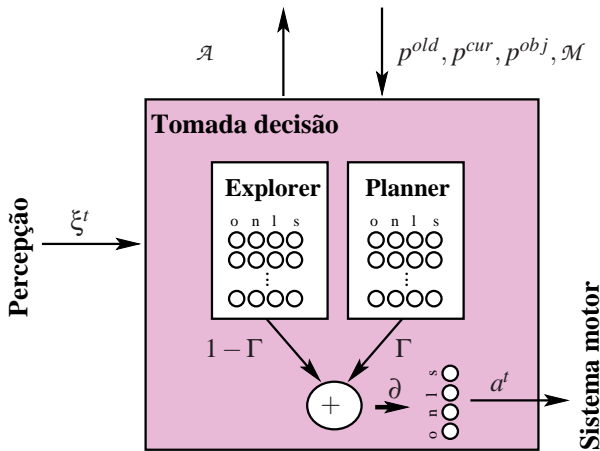 𝒜
p^{old}, p^{cur}, p^{obj}, ℳ
Tomada decisão
Explorer
o n l s
Planner
o n l s
Percepção
ξ^t
1 − Γ
Γ
+
∂
o n l s
a^t
Sistema motor